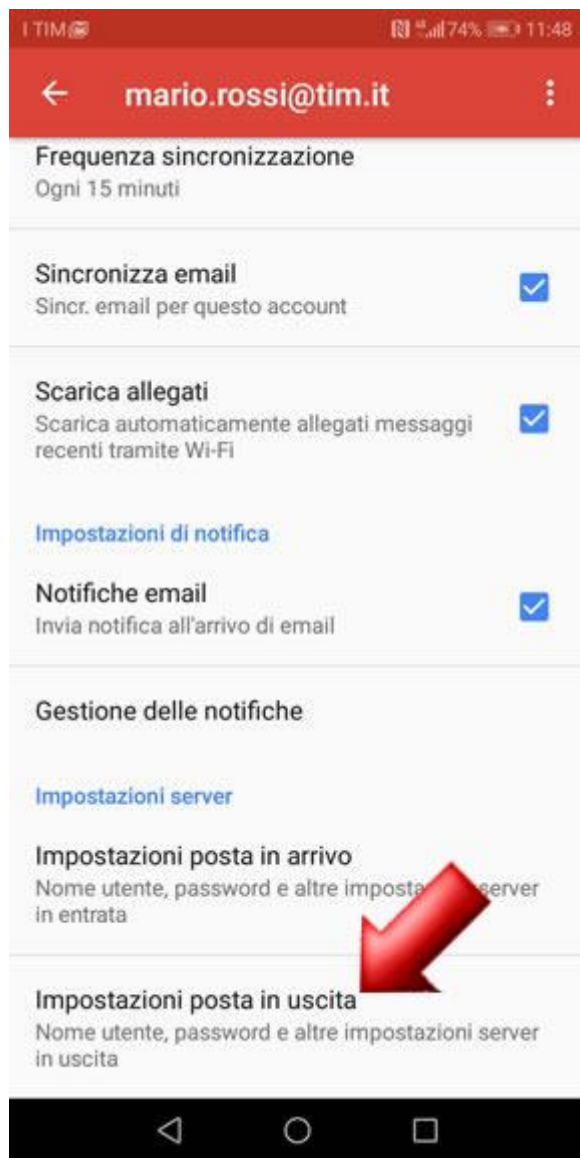 I TIM
74% 11:48
mario.rossi@tim.it
Frequenza sincronizzazione
Ogni 15 minuti
Sincronizza email
Sincr. email per questo account
Scarica allegati
Scarica automaticamente allegati messaggi
recenti tramite Wi-Fi
Impostazioni di notifica
Notifiche email
Invia notifica all'arrivo di email
Gestione delle notifiche
Impostazioni server
Impostazioni posta in arrivo
Nome utente, password e altre server
in entrata
Impostazioni posta in uscita
Nome utente, password e altre impostazioni server
in uscita